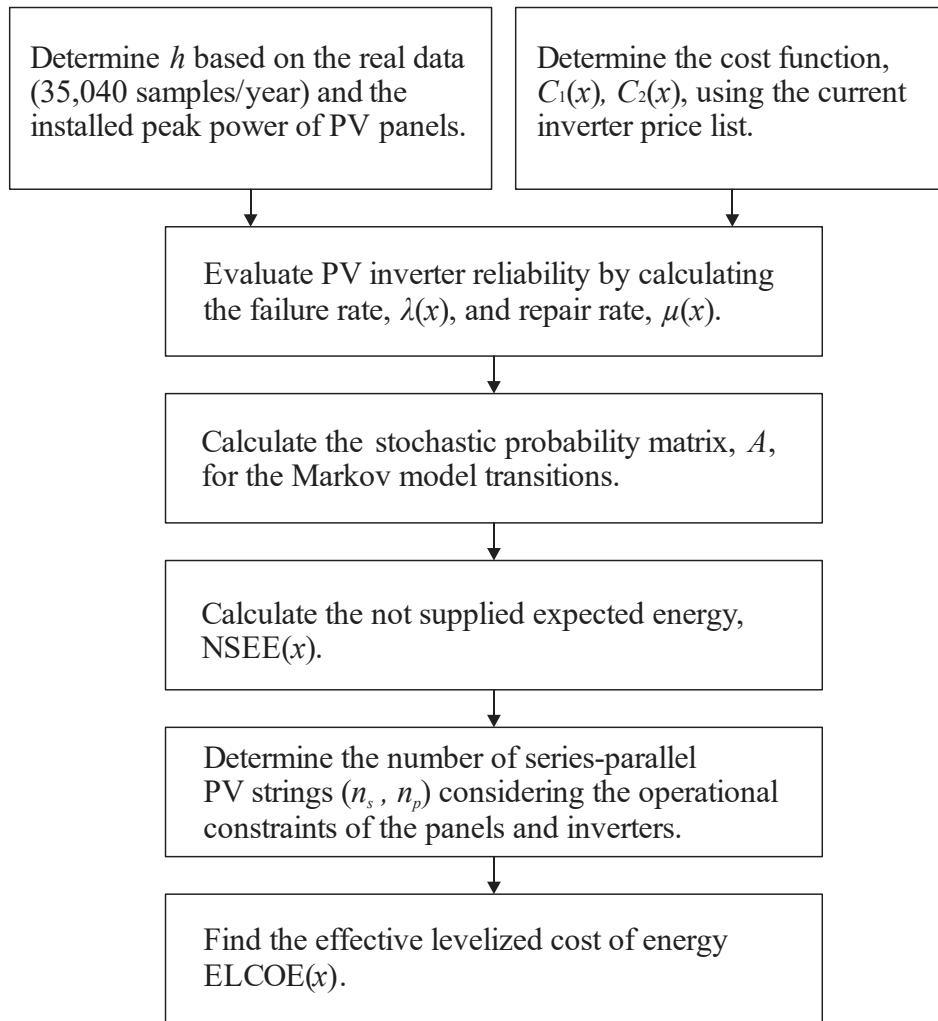 Determine h based on the real data
(35,040 samples/year) and the
installed peak power of PV panels.
Determine the cost function,
C₁(x), C₂(x), using the current
inverter price list.
Evaluate PV inverter reliability by calculating
the failure rate, λ(x), and repair rate, μ(x).
Calculate the stochastic probability matrix, A,
for the Markov model transitions.
Calculate the not supplied expected energy,
NSEE(x).
Determine the number of series-parallel
PV strings (nₛ , nₚ) considering the operational
constraints of the panels and inverters.
Find the effective levelized cost of energy
ELCOE(x).